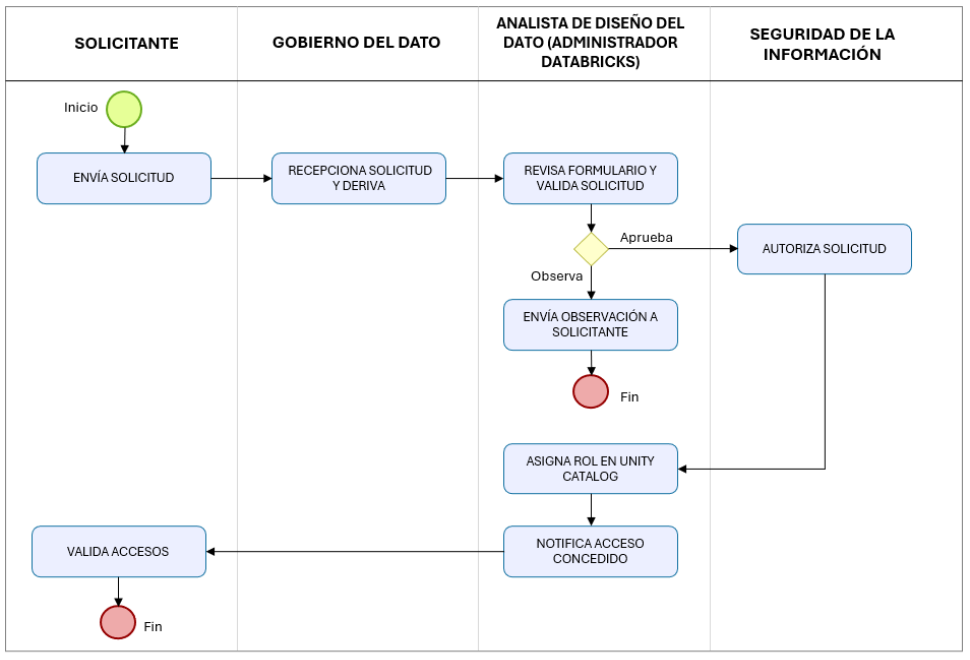 SOLICITANTE
GOBIERNO DEL DATO
ANALISTA DE DISEÑO DEL
DATO (ADMINISTRADOR
DATABRICKS)
SEGURIDAD DE LA
INFORMACIÓN
Inicio
ENVÍA SOLICITUD
RECEPCIONA SOLICITUD
Y DERIVA
REVISA FORMULARIO Y
VALIDA SOLICITUD
Aprueba
AUTORIZA SOLICITUD
Observa
ENVÍA OBSERVACIÓN A
SOLICITANTE
Fin
ASIGNA ROL EN UNITY
CATALOG
NOTIFICA ACCESO
CONCEDIDO
VALIDA ACCESOS
Fin